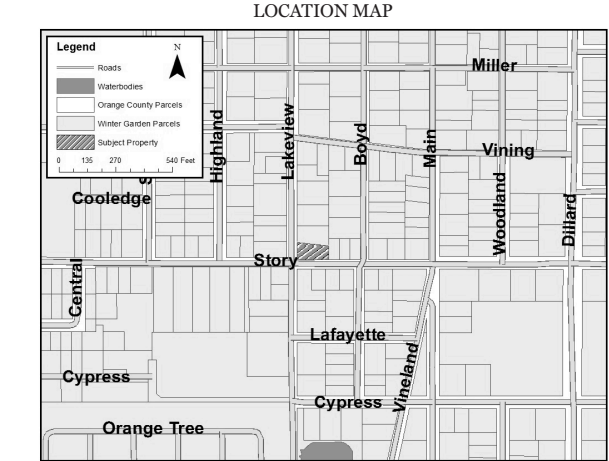 LOCATION MAP
Legend
N
Roads
Waterbodies
Orange County Parcels
Winter Garden Parcels
Subject Property
0 135 270 540 Feet
Miller
Highland
Lakeview
Boyd
Main
Vining
Cooledge
Woodland
Dillard
Story
Central
Lafayette
Vineland
Cypress
Cypress
Orange Tree